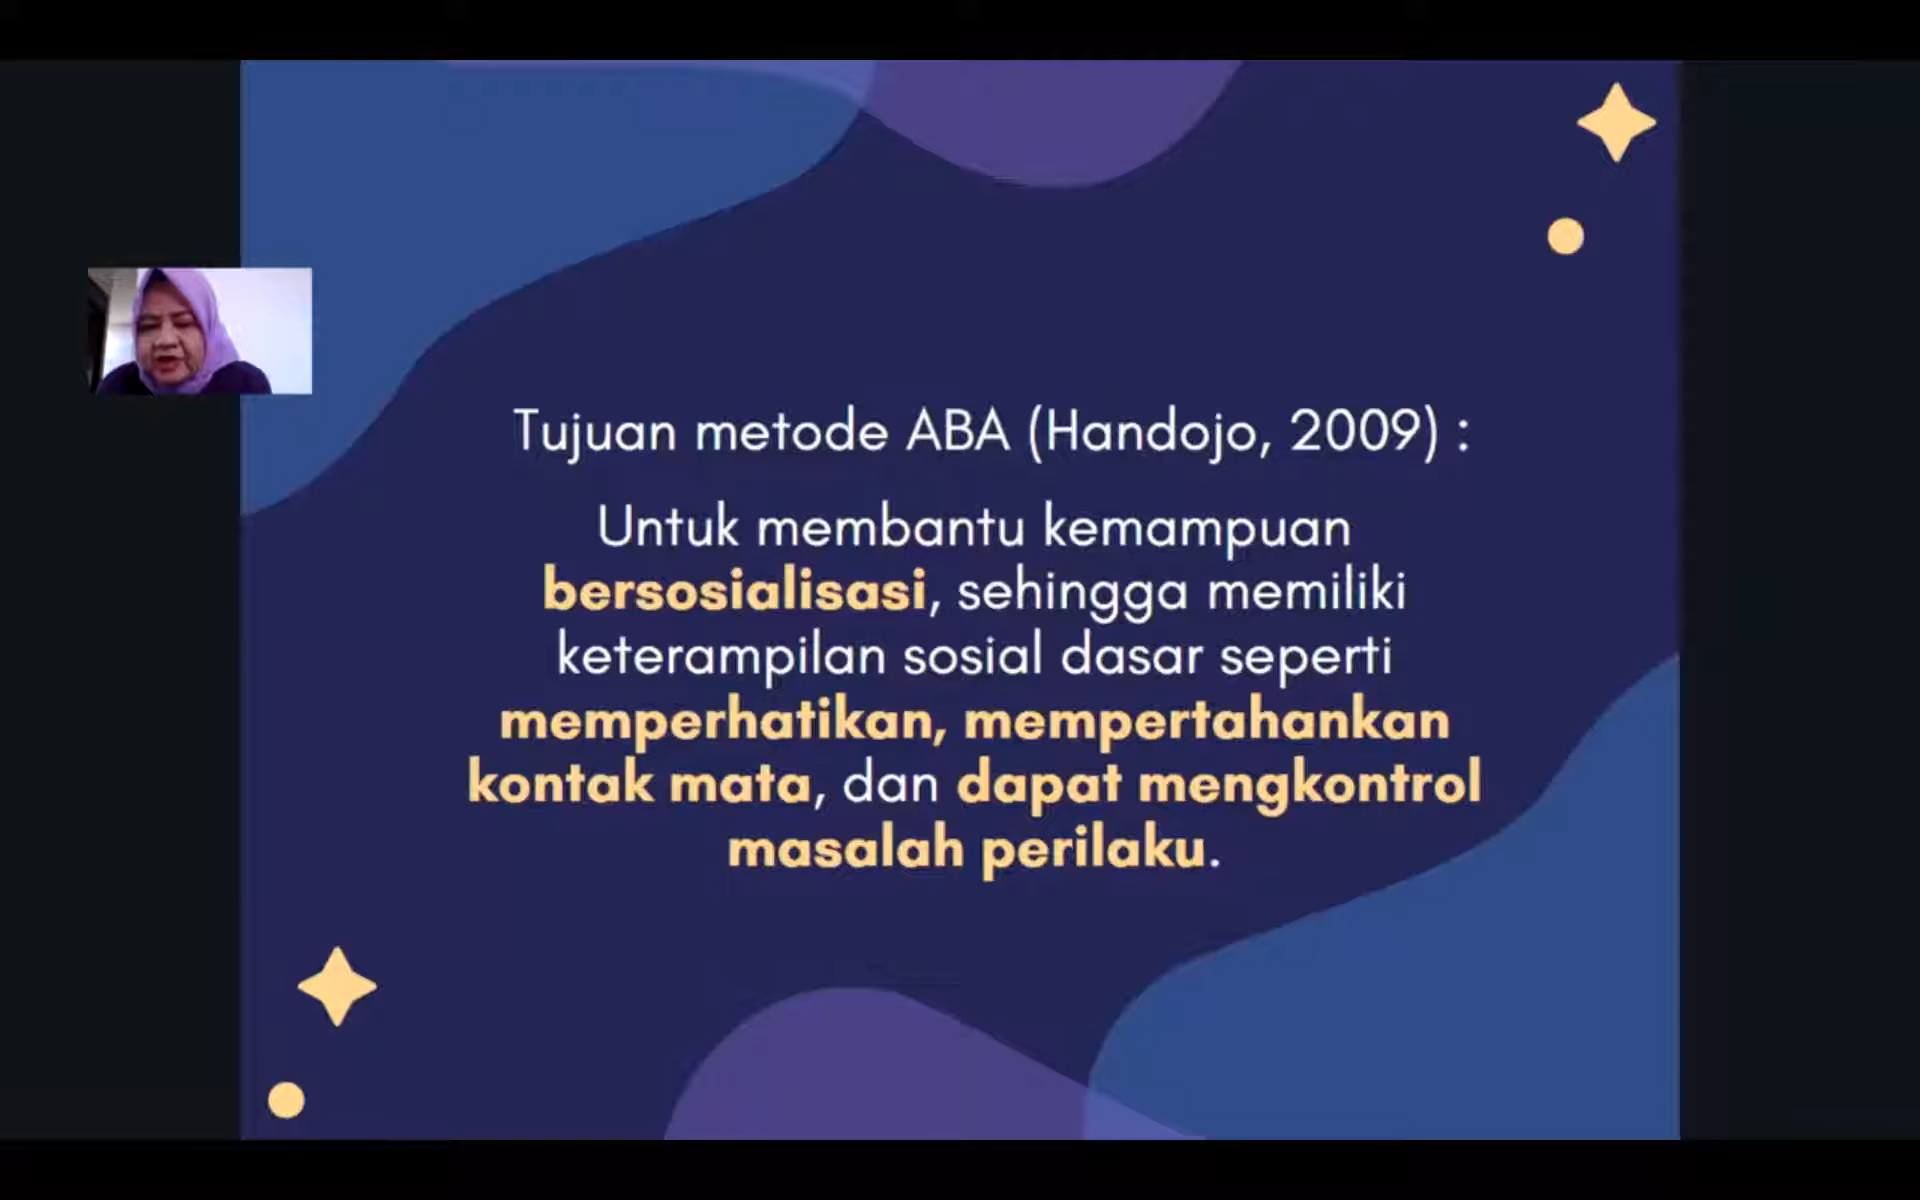 Tujuan metode ABA (Handojo, 2009) :
Untuk membantu kemampuan
bersosialisasi, sehingga memiliki
keterampilan sosial dasar seperti
memperhatikan, mempertahankan
kontak mata, dan dapat mengkontrol
masalah perilaku.